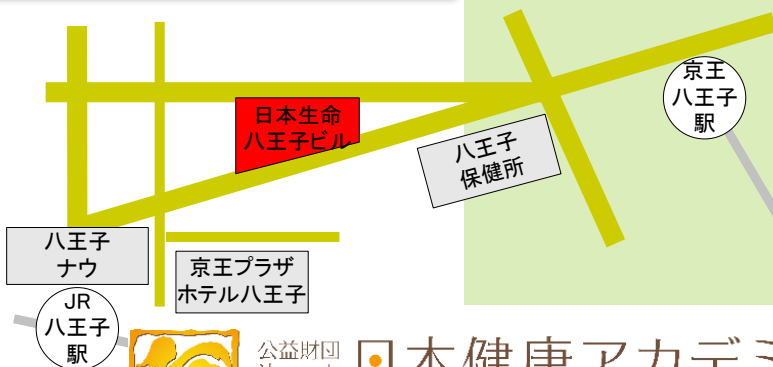 京王
八王子
駅
日本生命
八王子ビル
八王子
保健所
八王子
ナウ
京王プラザ
ホテル八王子
JR
八王子
駅
公益財団
日本健康アカデミ